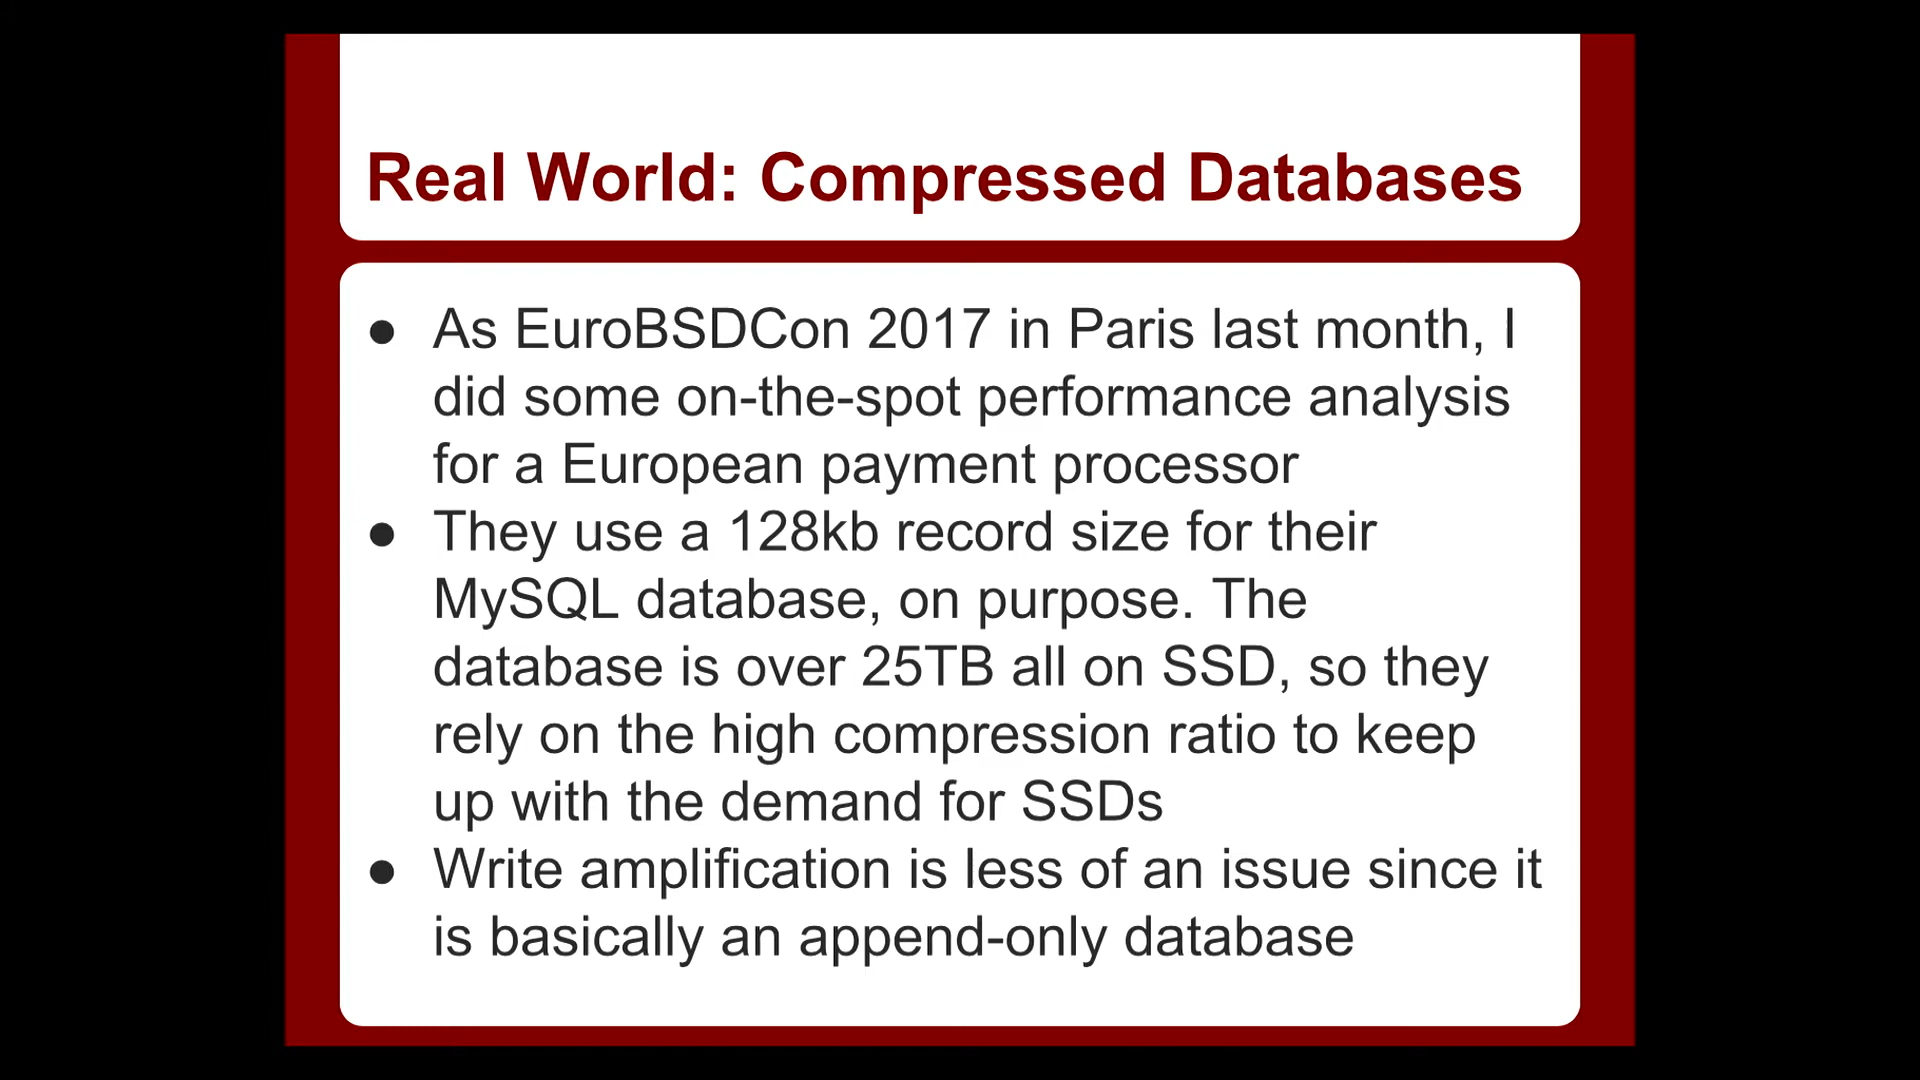 Real World: Compressed Databases
● As EuroBSDCon 2017 in Paris last month, I
did some on-the-spot performance analysis
for a European payment processor
● They use a 128kb record size for their
MySQL database, on purpose. The
database is over 25TB all on SSD, so they
rely on the high compression ratio to keep
up with the demand for SSDs
● Write amplification is less of an issue since it
is basically an append-only database